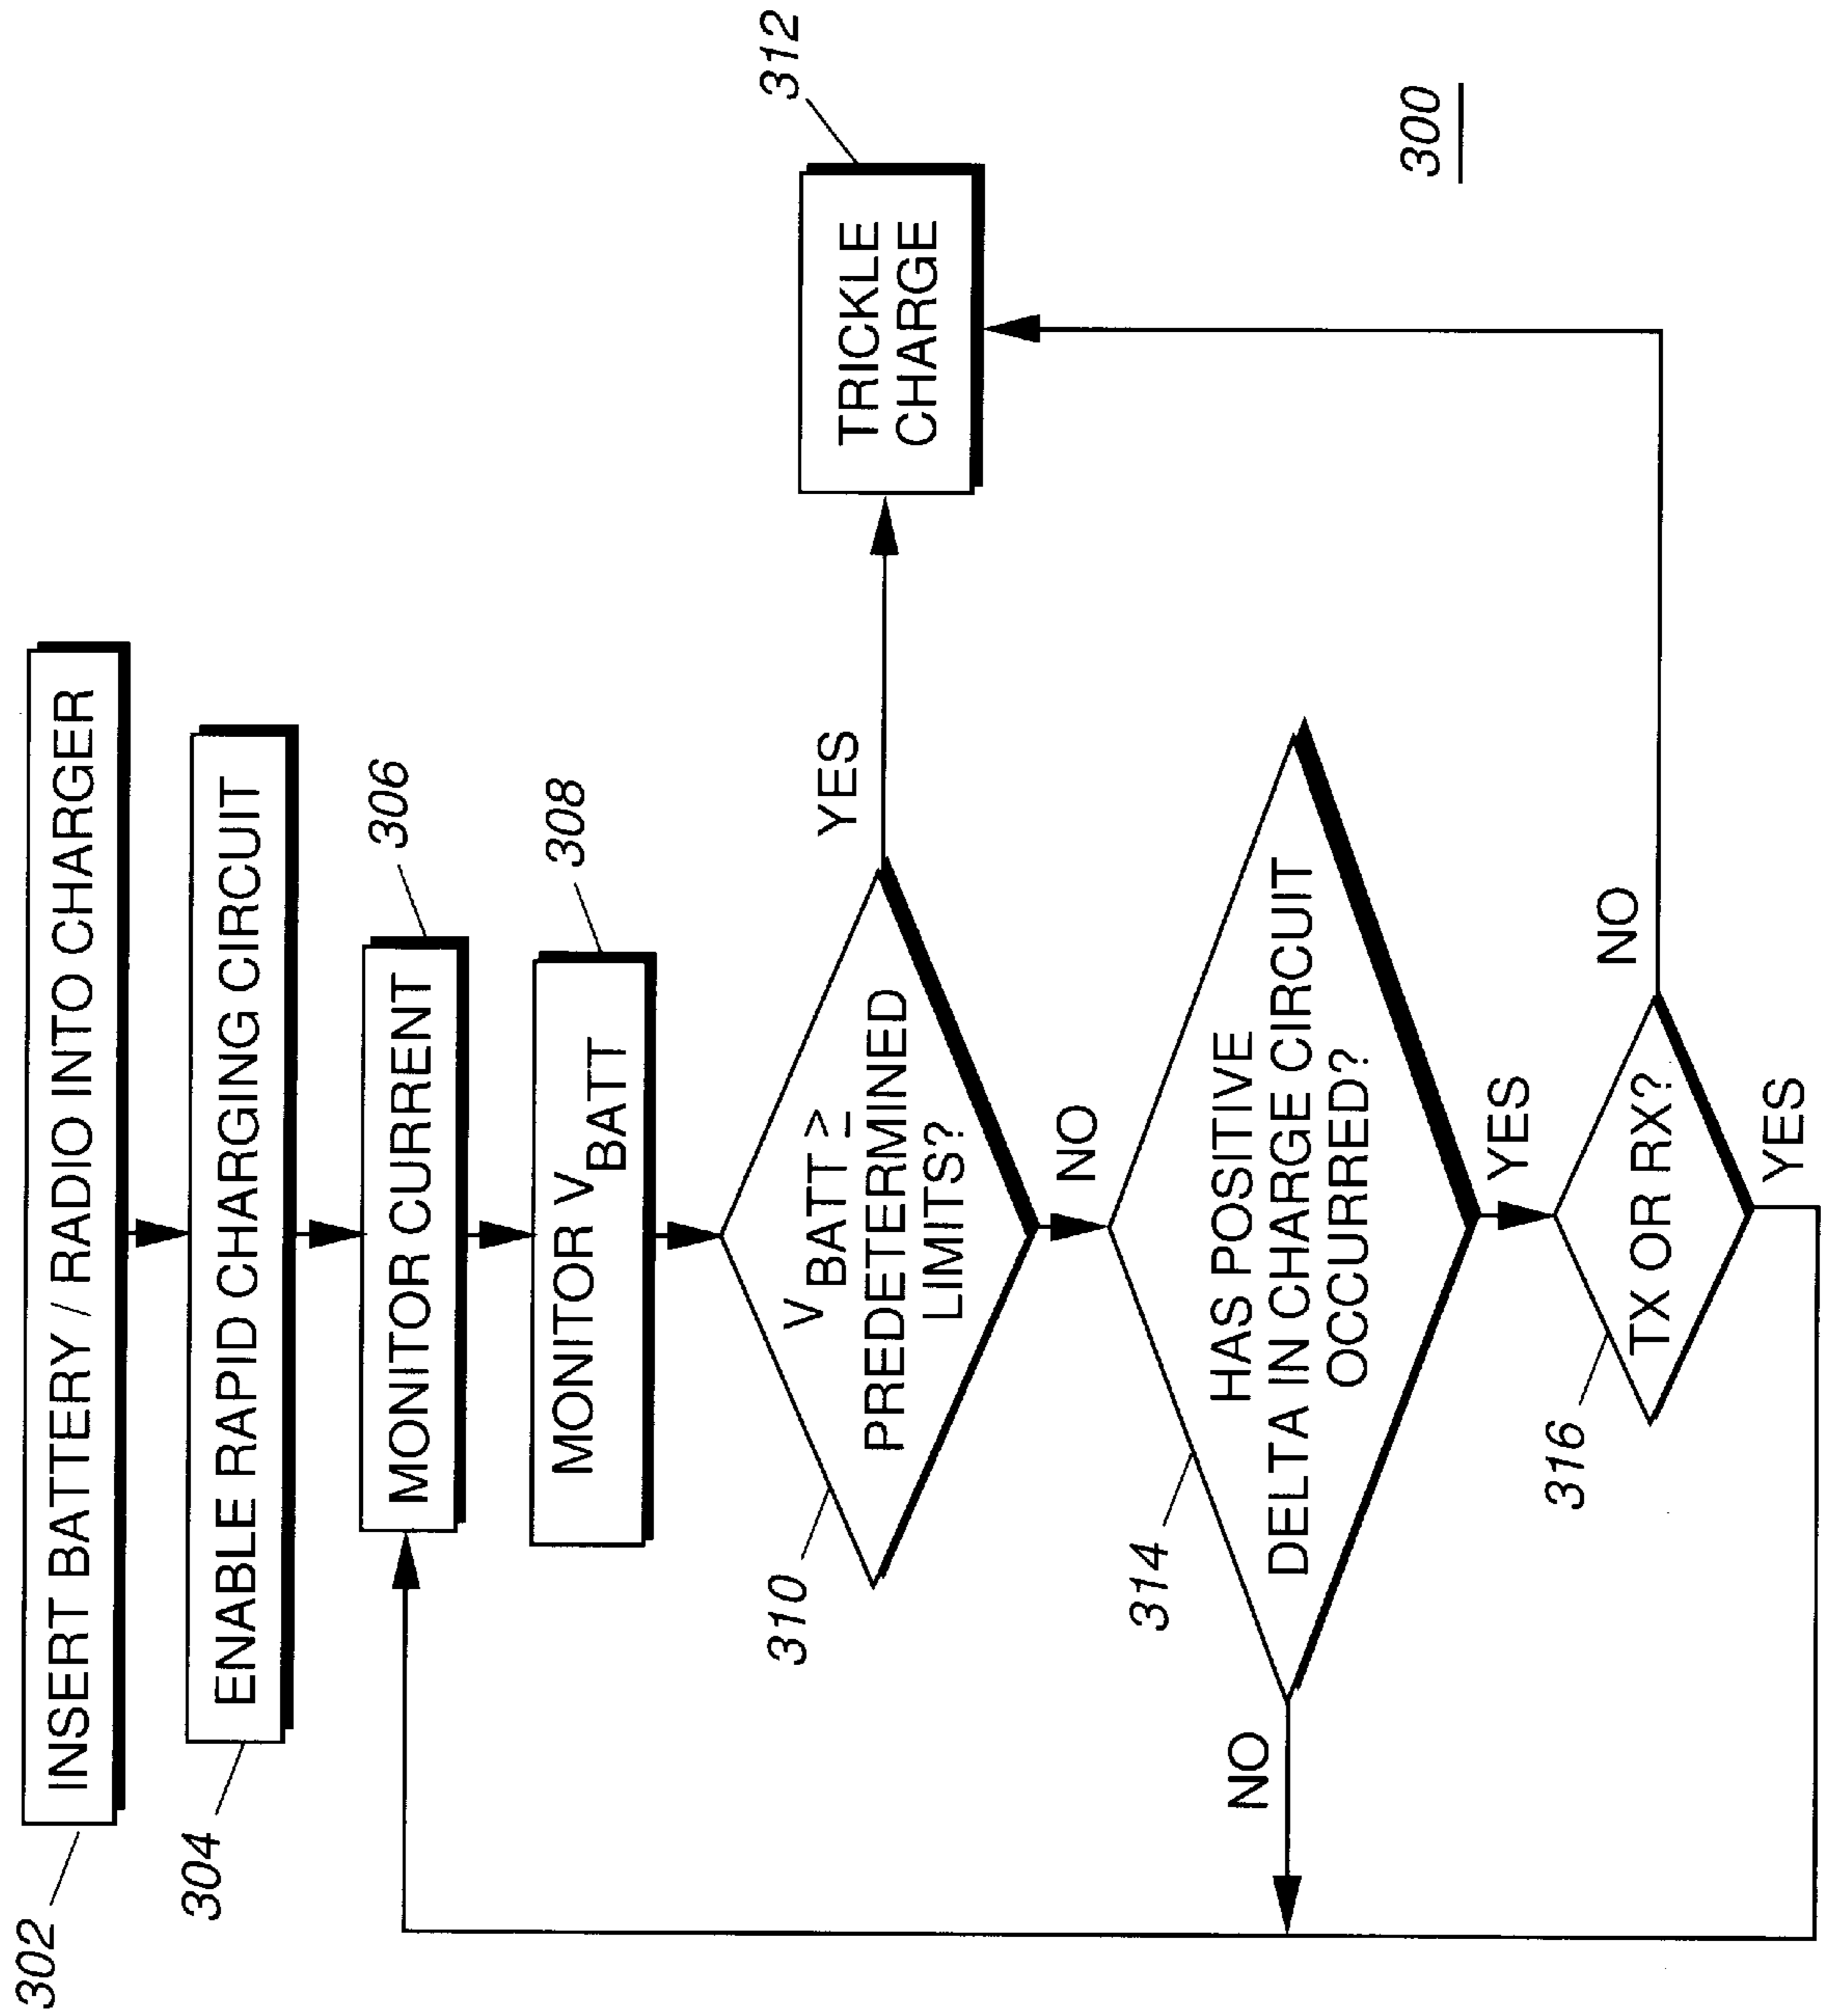 302
INSERT BATTERY / RADIO INTO CHARGER
304
ENABLE RAPID CHARGING CIRCUIT
MONITOR CURRENT
306
MONITOR VBATT
308
310
VBATT ≥
PREDETERMINED
LIMITS?
YES
TRICKLE
CHARGE
312
NO
314
HAS POSITIVE
DELTA IN CHARGE CIRCUIT
OCCURRED?
NO
YES
316
TX OR RX?
NO
YES
300